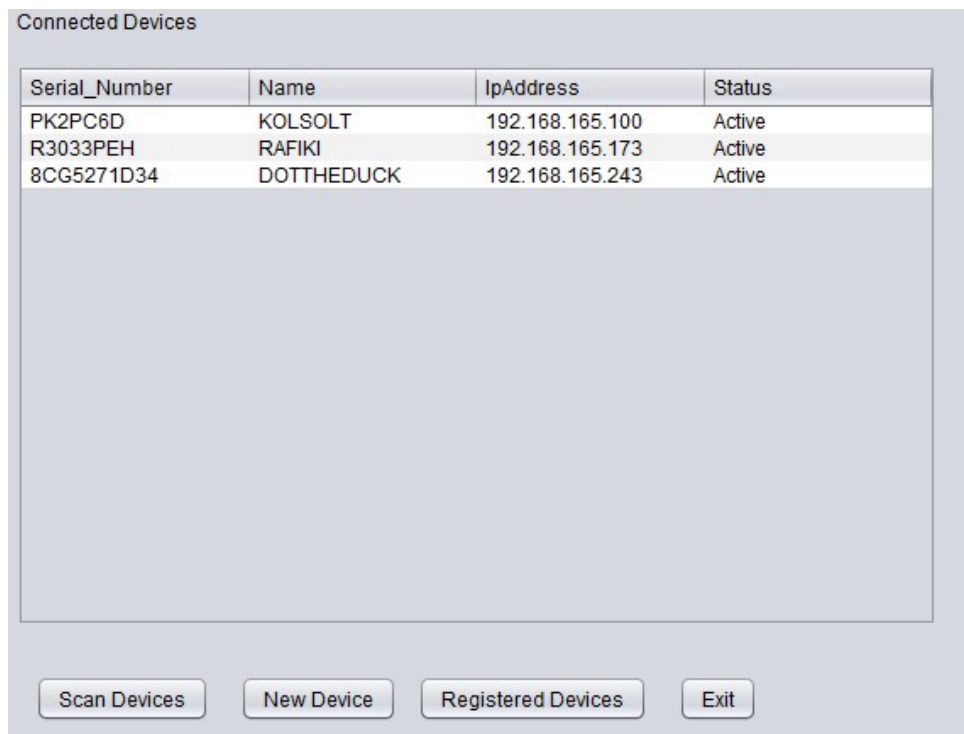 Connected Devices
Serial_Number Name IpAddress Status
PK2PC6D KOLSOLT 192.168.165.100 Active
R3033PEH RAFIKI 192.168.165.173 Active
8CG5271D34 DOTTHEDUCK 192.168.165.243 Active
Scan Devices New Device Registered Devices Exit